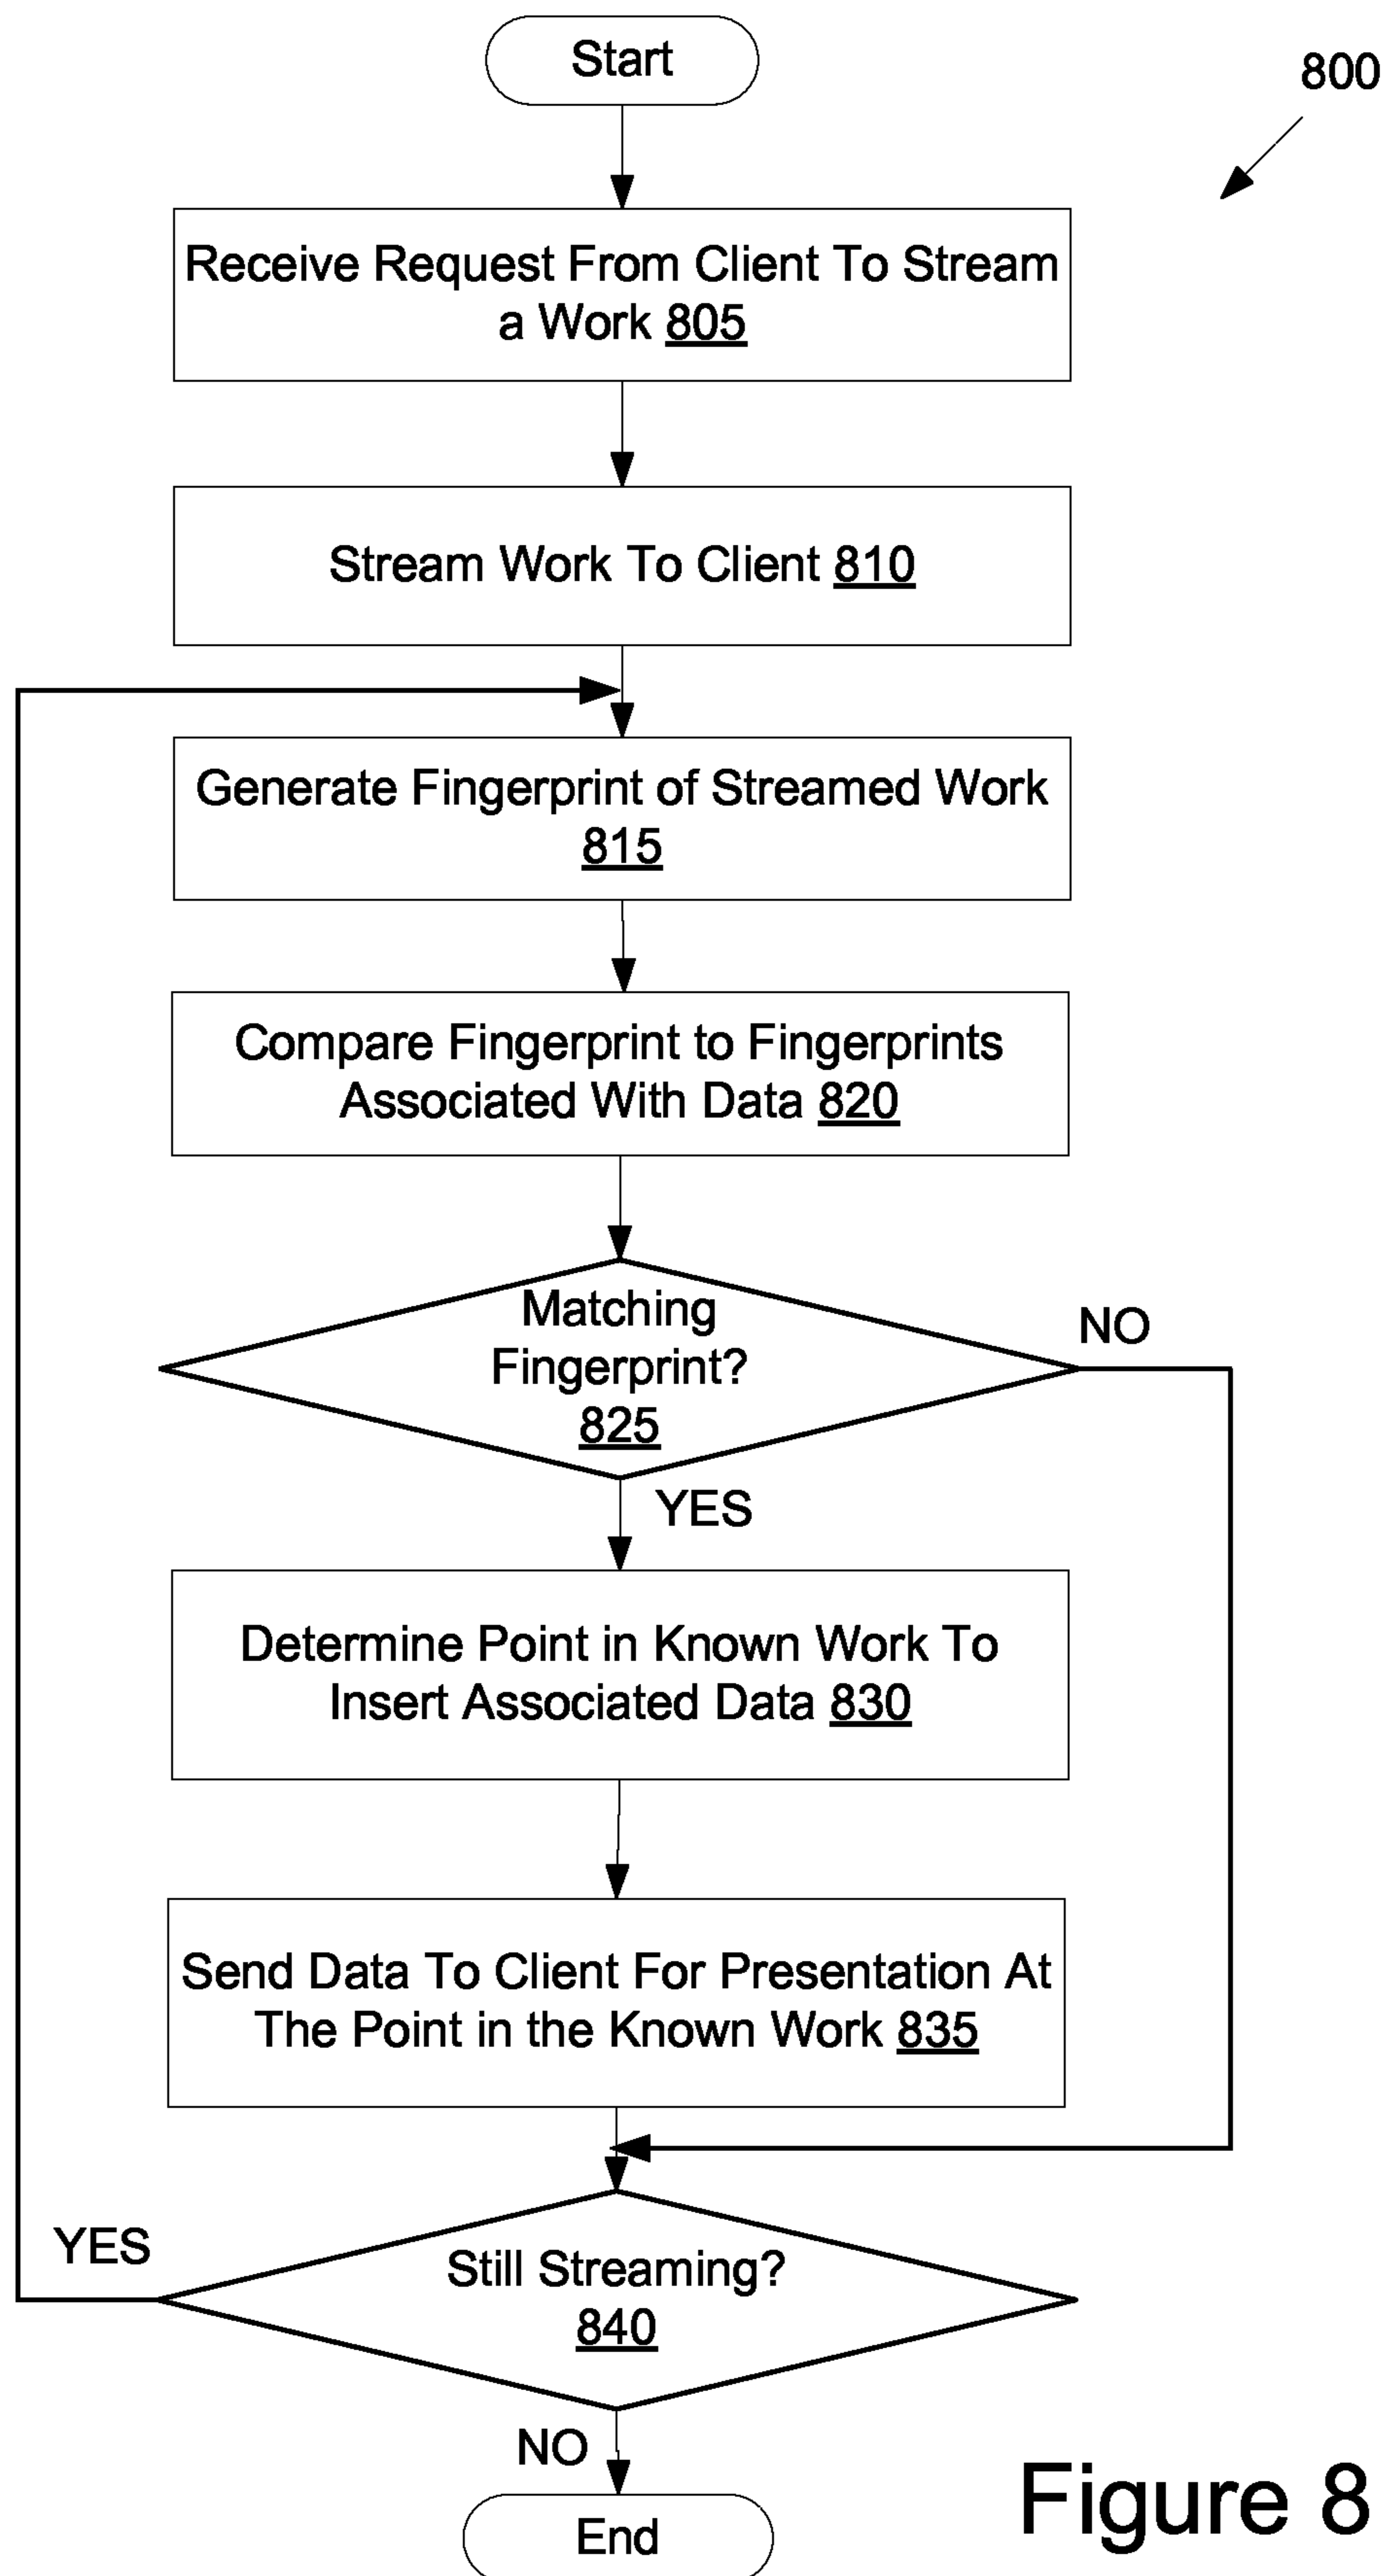 Start
800
Receive Request From Client To Stream
a Work 805
Stream Work To Client 810
Generate Fingerprint of Streamed Work
815
Compare Fingerprint to Fingerprints
Associated With Data 820
Matching
Fingerprint?
825
NO
YES
Determine Point in Known Work To
Insert Associated Data 830
Send Data To Client For Presentation At
The Point in the Known Work 835
YES
Still Streaming?
840
NO
End
Figure 8